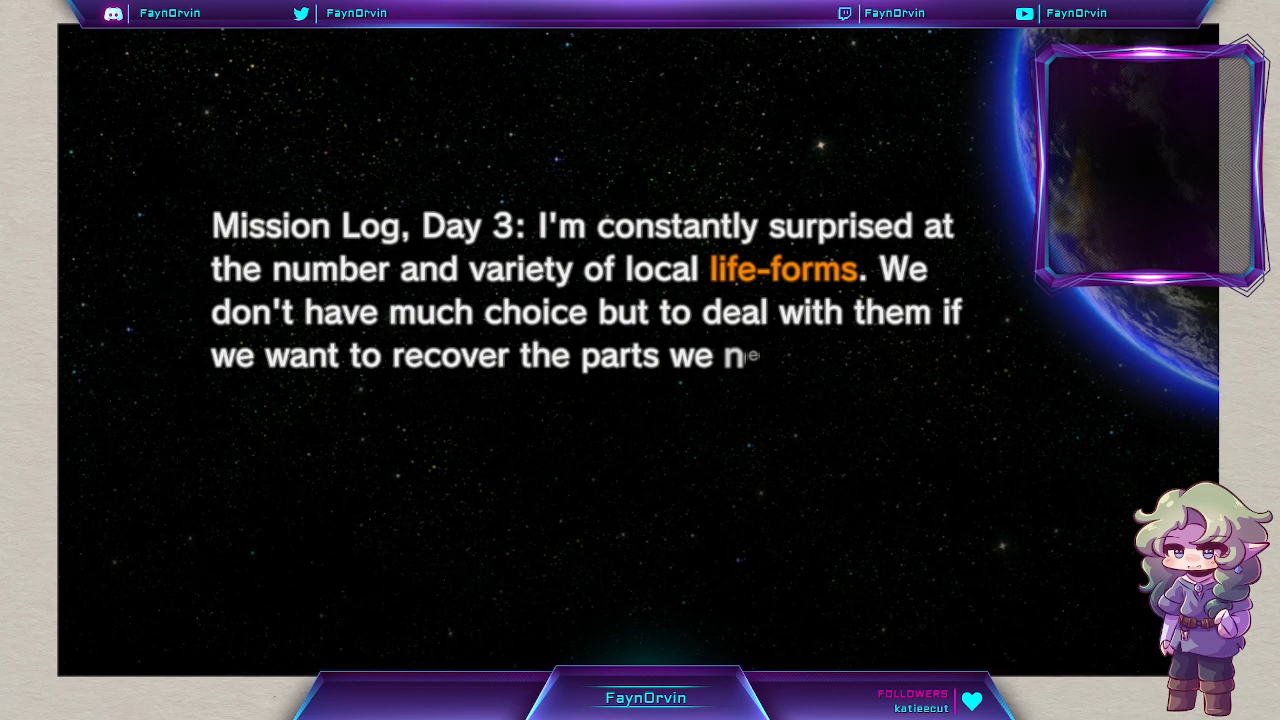 FaynOrvin
FaynOrvin
FaynOrvin
FaynOrvin
Mission Log, Day 3: I'm constantly surprised at
the number and variety of local life-forms. We
don't have much choice but to deal with them if
we want to recover the parts we ne
FaynOrvin
FOLLOWERS
katieecut